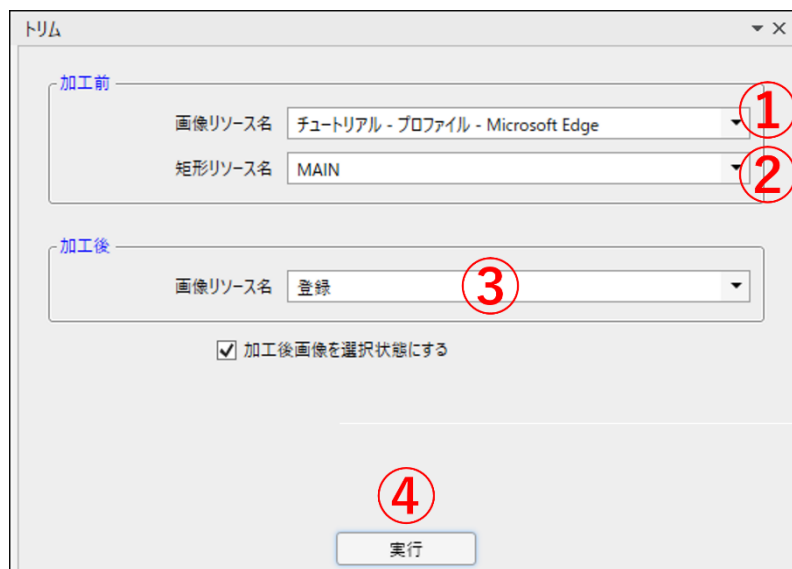 トリム
加工前
画像リソース名 チュートリアル - プロファイル - Microsoft Edge ①
矩形リソース名 MAIN ②
加工後
画像リソース名 登録 ③
加工後画像を選択状態にする
④
実行